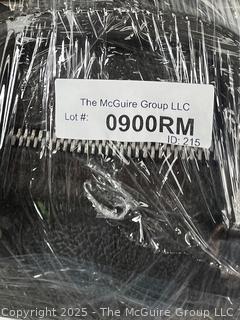 The McGuire Group LLC
Lot #: 0900RM
ID: 215
Copyright 2025 - The McGuire Group LLC